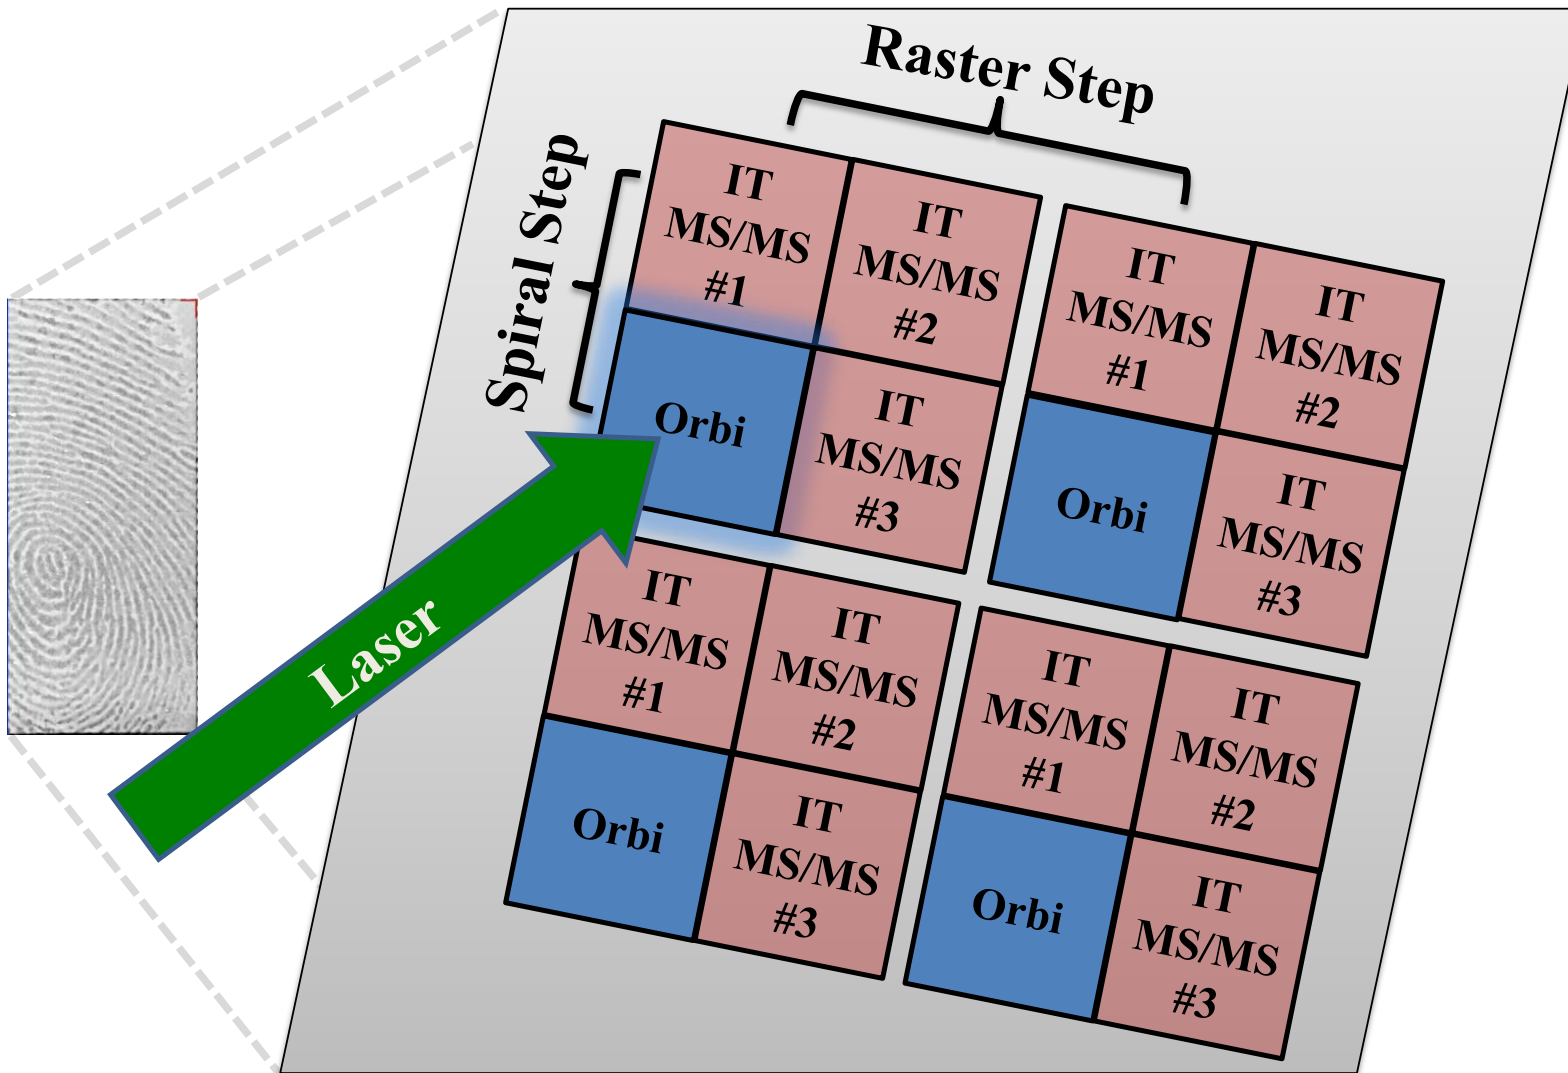 Raster Step
Spiral Step
IT
MS/MS
#1
IT
MS/MS
#2
Orbi
IT
MS/MS
#3
IT
MS/MS
#1
IT
MS/MS
#2
Orbi
IT
MS/MS
#3
Laser
IT
MS/MS
#1
IT
MS/MS
#2
Orbi
IT
MS/MS
#3
IT
MS/MS
#1
IT
MS/MS
#2
Orbi
IT
MS/MS
#3